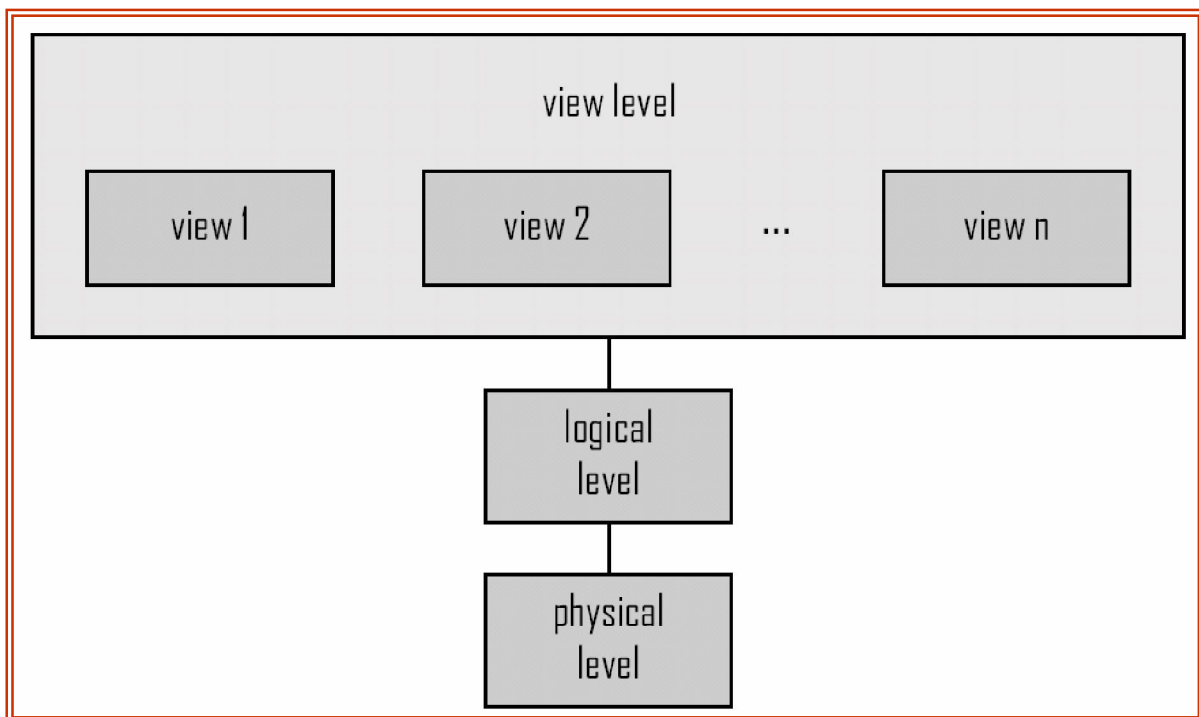 view level
view 1
view 2
...
view n
logical
level
physical
level